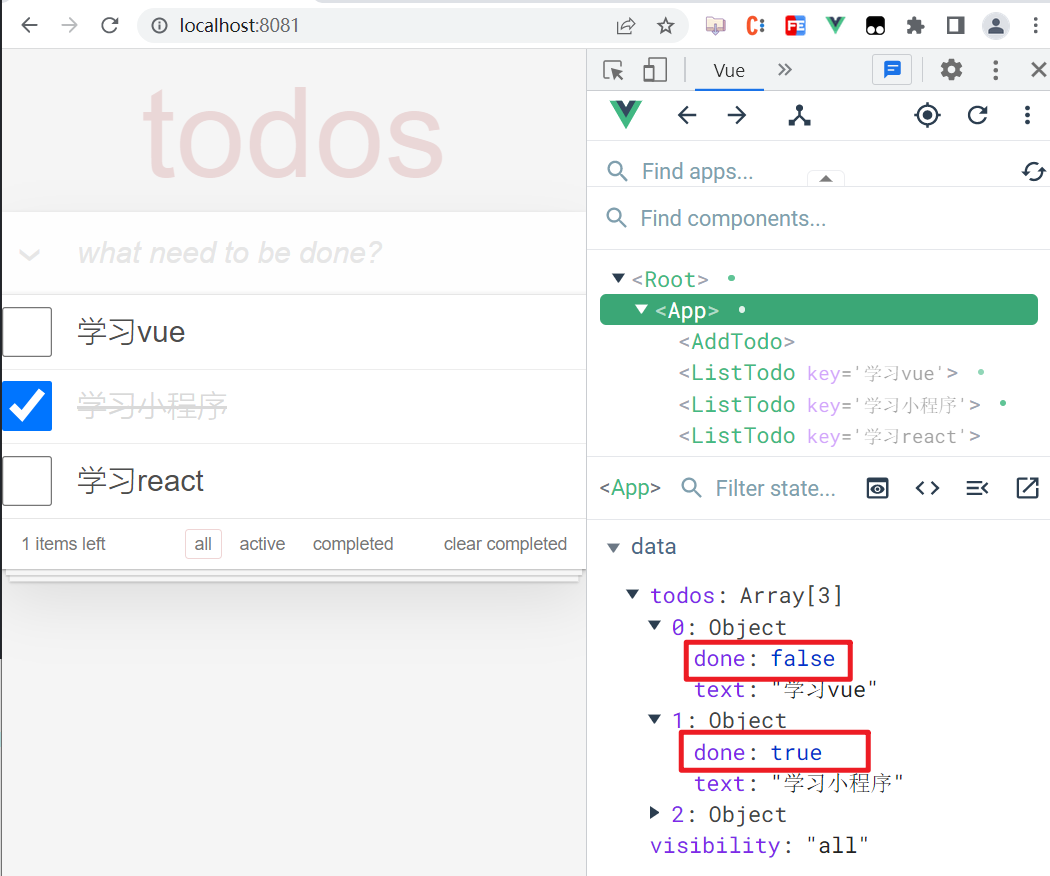 localhost:8081
todos
what need to be done?
学习vue
学习小程序
学习react
1 items left all active completed clear completed
Vue
Find apps...
Find components...
<Root>
<App>
<AddTodo>
<ListTodo key='学习vue'>
<ListTodo key='学习小程序'>
<ListTodo key='学习react'>
<App> Filter state...
data
todos: Array[3]
0: Object
done: false
text: "学习vue"
1: Object
done: true
text: "学习小程序"
2: Object
visibility: "all"